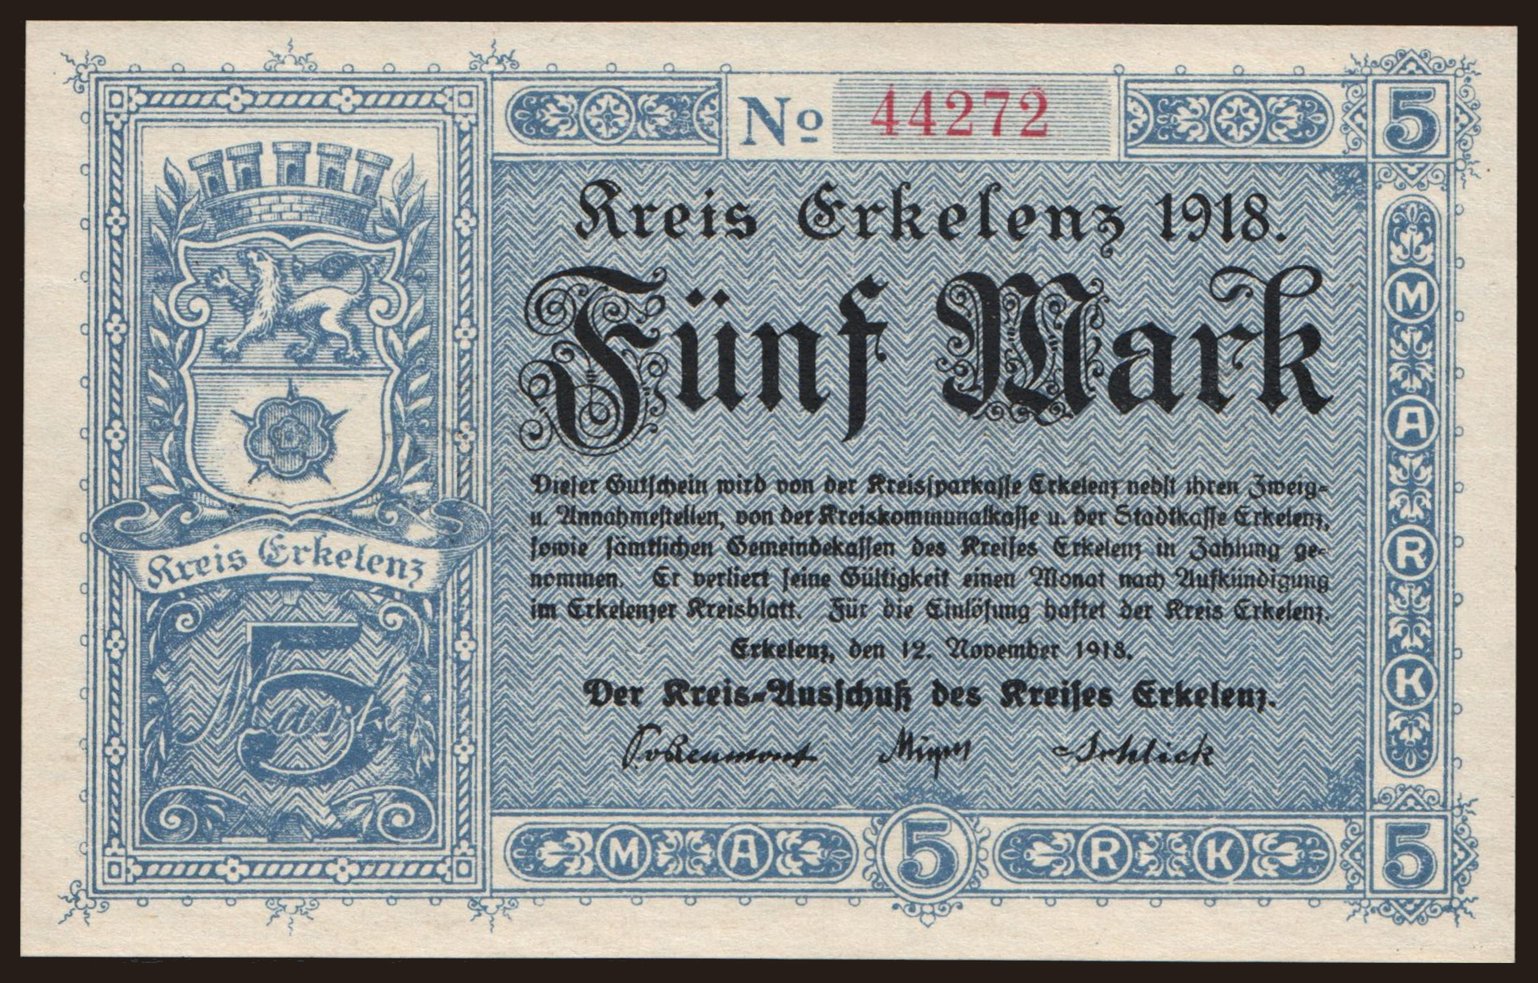 No 44272
5
Kreis Erkelenz 1918.
Fünf Mark
Dieser Gutschein wird von der Kreissparkasse Erkelenz nebst ihren Zweig-
u. Annahmestellen, von der Kreiskommunalkasse u. der Stadtkasse Erkelenz,
sowie sämtlichen Gemeindekassen des Kreises Erkelenz in Zahlung ge-
nommen. Er verliert seine Gültigkeit einen Monat nach Aufkündigung
im Erkelenzer Kreisblatt. Für die Einlösung haftet der Kreis Erkelenz.
Erkelenz, den 12. November 1918.
Der Kreis-Ausschuß des Kreises Erkelenz.
Schlick
Kreis Erkelenz
5 Mark
MARK
MA 5 RK
5